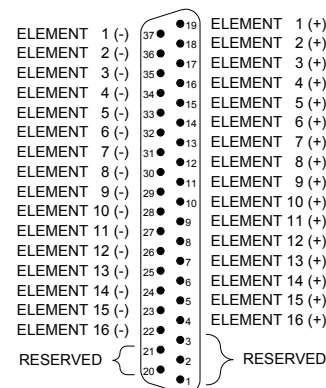 19 ELEMENT 1 (+)
ELEMENT 1 (-) 37
18 ELEMENT 2 (+)
ELEMENT 2 (-) 36
17 ELEMENT 3 (+)
ELEMENT 3 (-) 35
16 ELEMENT 4 (+)
ELEMENT 4 (-) 34
15 ELEMENT 5 (+)
ELEMENT 5 (-) 33
14 ELEMENT 6 (+)
ELEMENT 6 (-) 32
13 ELEMENT 7 (+)
ELEMENT 7 (-) 31
12 ELEMENT 8 (+)
ELEMENT 8 (-) 30
11 ELEMENT 9 (+)
ELEMENT 9 (-) 29
10 ELEMENT 10 (+)
ELEMENT 10 (-) 28
9 ELEMENT 11 (+)
ELEMENT 11 (-) 27
8 ELEMENT 12 (+)
ELEMENT 12 (-) 26
7 ELEMENT 13 (+)
ELEMENT 13 (-) 25
6 ELEMENT 14 (+)
ELEMENT 14 (-) 24
5 ELEMENT 15 (+)
ELEMENT 15 (-) 23
4 ELEMENT 16 (+)
ELEMENT 16 (-) 22
3
21
RESERVED
2 RESERVED
20
1